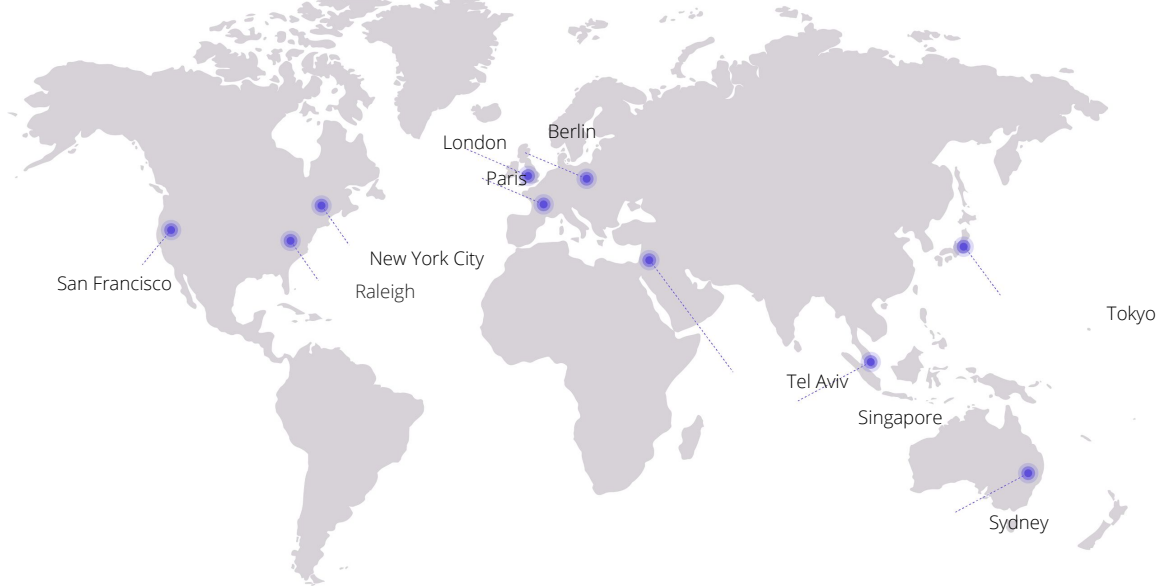 Berlin
London
Paris
New York City
San Francisco
Raleigh
Tokyo
Tel Aviv
Singapore
Sydney